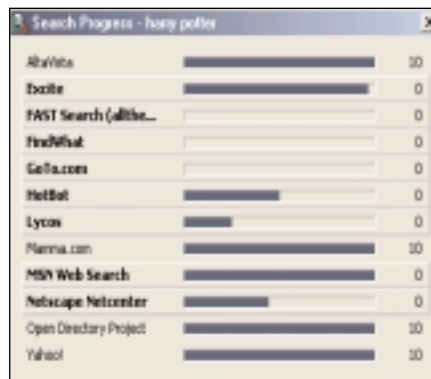 Search Progress - harry potter
AltaVista 10
Excite 0
FAST Search (allthe... 0
FindWhat 0
GoTo.com 0
HotBot 0
Lycos 0
Mamma.com 10
MSN Web Search 0
Netscape Netcenter 0
Open Directory Project 10
Yahoo! 10